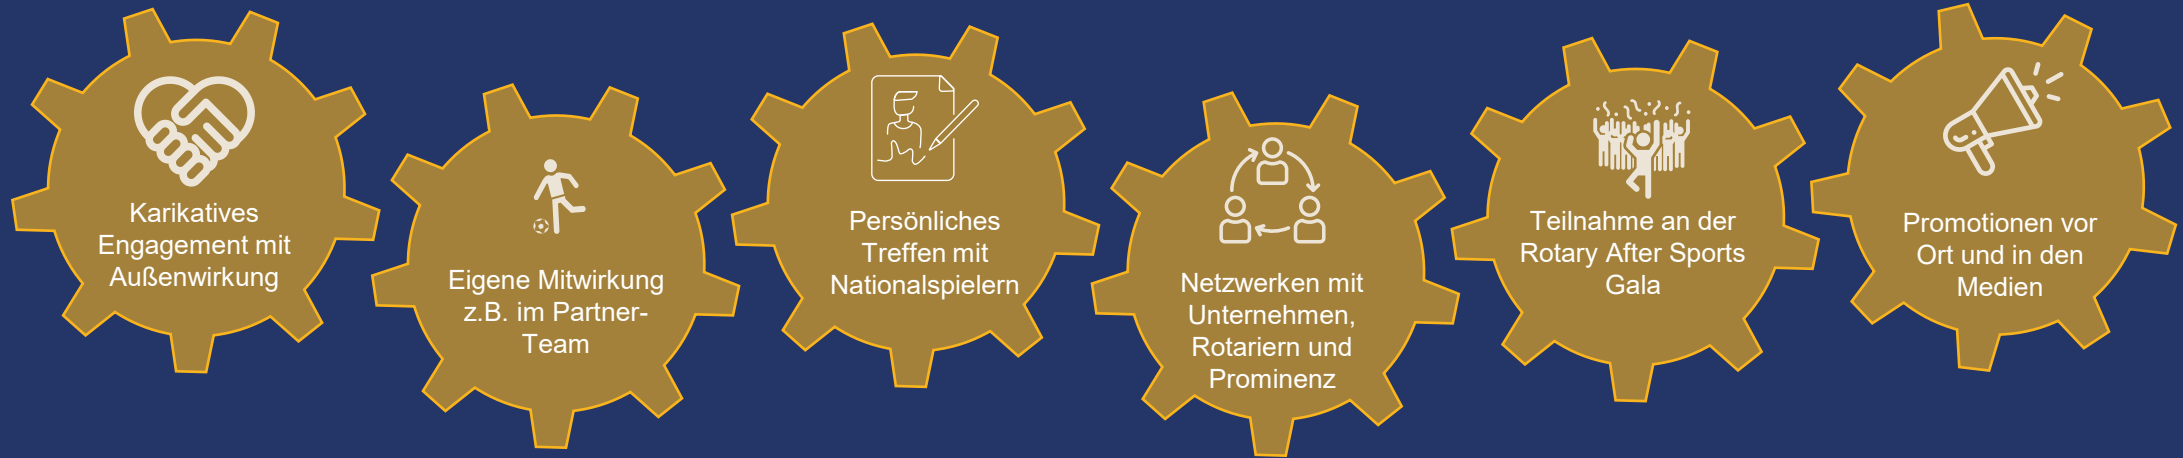 Karikatives
Engagement mit
Außenwirkung
Eigene Mitwirkung
z.B. im Partner-
Team
Persönliches
Treffen mit
Nationalspielern
Netzwerken mit
Unternehmen,
Rotariern und
Prominenz
Teilnahme an der
Rotary After Sports
Gala
Promotionen vor
Ort und in den
Medien